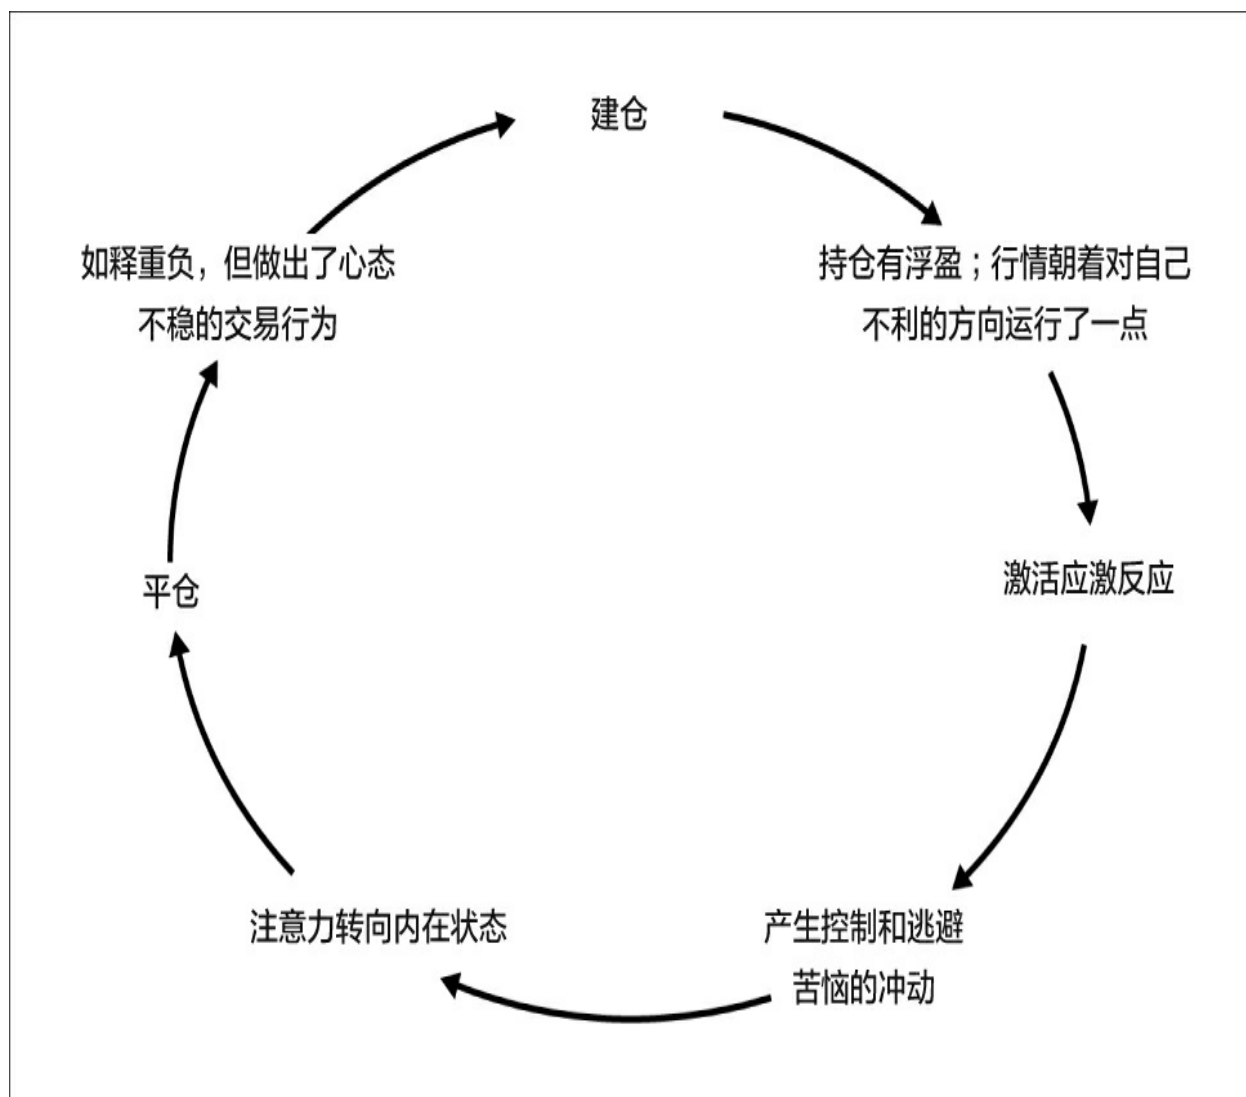 建仓
如释重负，但做出了心态
不稳的交易行为
持仓有浮盈；行情朝着对自己
不利的方向运行了一点
激活应激反应
平仓
注意力转向内在状态
产生控制和逃避
苦恼的冲动